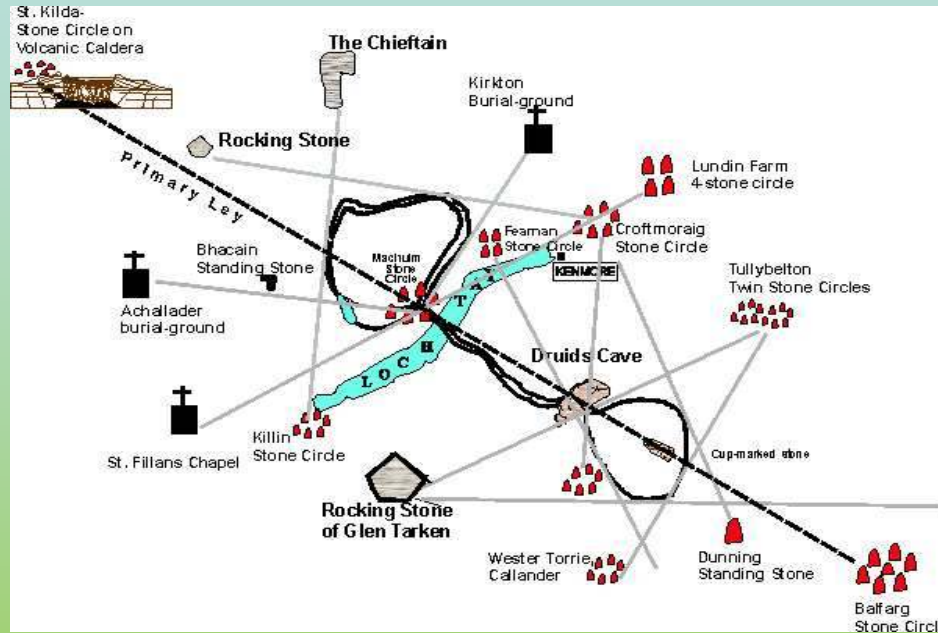 St. Kilda-
Stone Circle on
Volcanic Caldera
The Chieftain
Kirkton
Burial-ground
Rocking Stone
Primary Ley
Lundin Farm
4-stone circle
Fearnan
Stone Circle
Croftmoraig
Stone Circle
Bhacain
Standing Stone
Machuim
Stone
Circle
KENMORE
Tullybelton
Twin Stone Circles
Achallader
burial-ground
LOCH TAY
Druids Cave
St. Fillans Chapel
Killin
Stone Circle
Cup-marked stone
Rocking Stone
of Glen Tarken
Wester Torrie,
Callander
Dunning
Standing Stone
Balfarg
Stone Circl